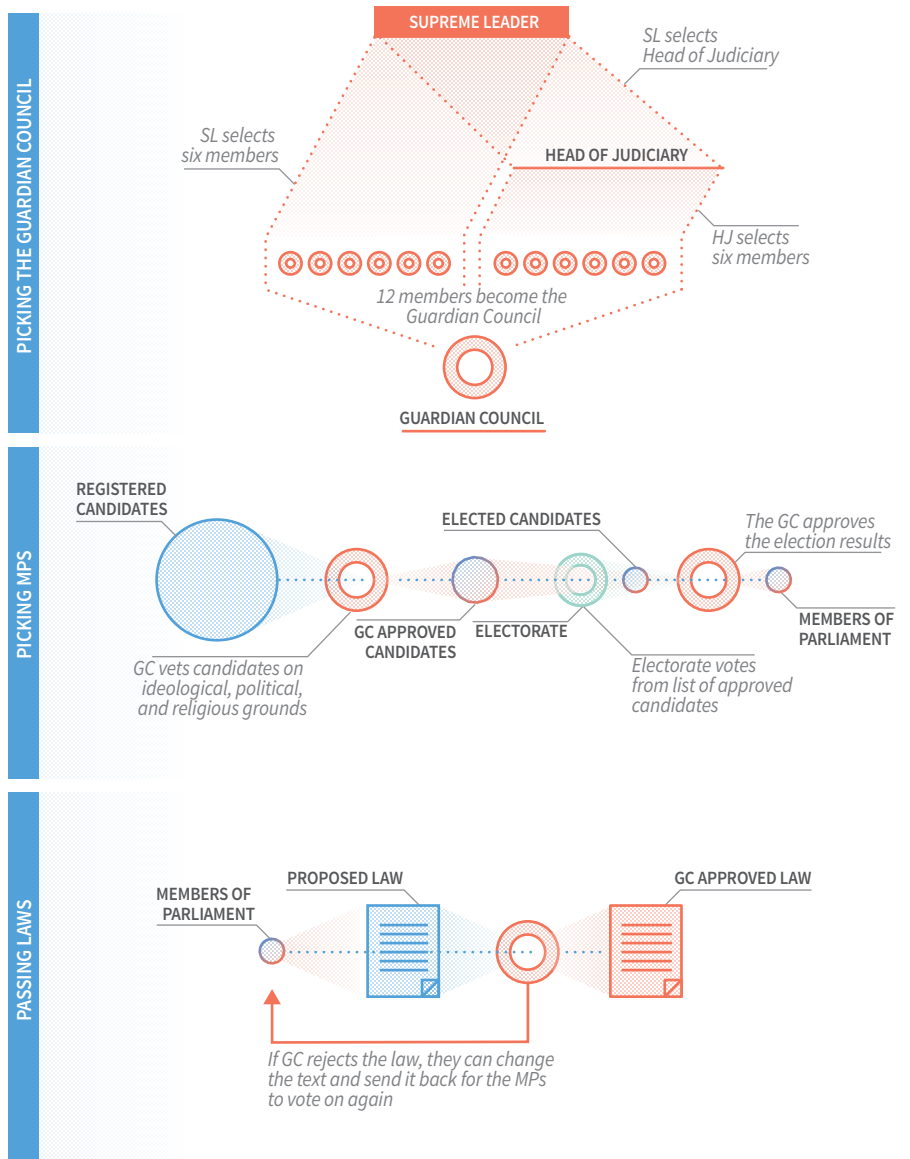 PICKING THE GUARDIAN COUNCIL
SUPREME LEADER
SL selects
Head of Judiciary
SL selects
six members
HEAD OF JUDICIARY
HJ selects
six members
12 members become the
Guardian Council
GUARDIAN COUNCIL
PICKING MPS
REGISTERED
CANDIDATES
ELECTED CANDIDATES
The GC approves
the election results
GC APPROVED
CANDIDATES
ELECTORATE
MEMBERS OF
PARLIAMENT
GC vets candidates on
ideological, political,
and religious grounds
Electorate votes
from list of approved
candidates
PASSING LAWS
MEMBERS OF
PARLIAMENT
PROPOSED LAW
GC APPROVED LAW
If GC rejects the law, they can change
the text and send it back for the MPs
to vote on again